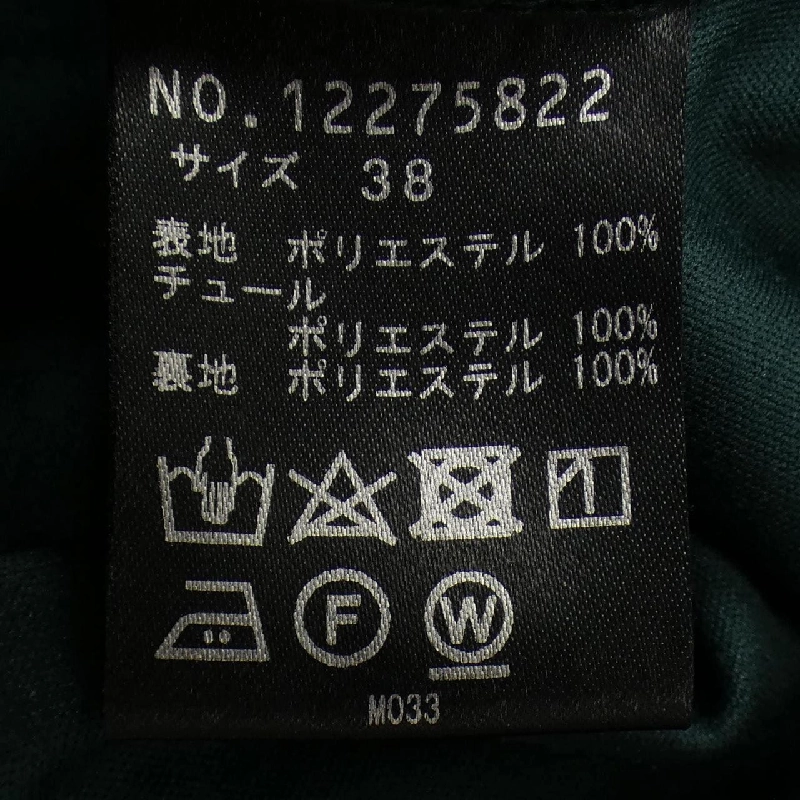 NO.12275822
サイズ 38
表地 ポリエステル 100%
チュール
ポリエステル 100%
裏地 ポリエステル 100%
F W
M033